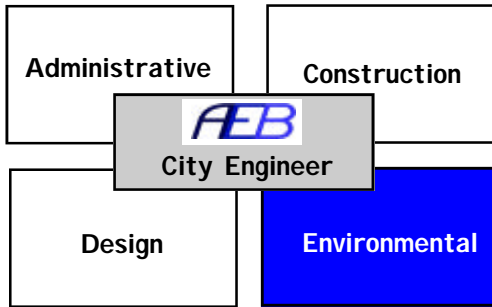 Administrative
Construction
AEB
City Engineer
Design
Environmental